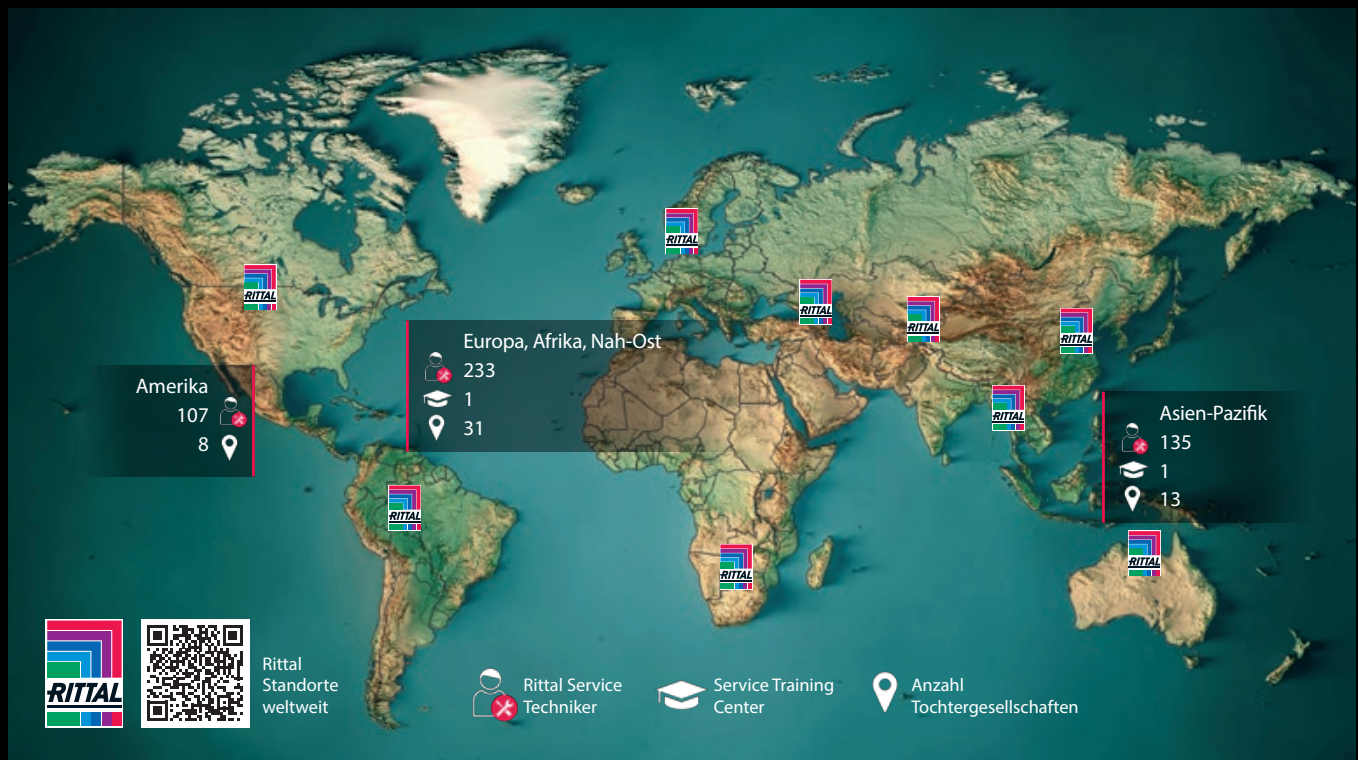 RITTAL
RITTAL
RITTAL
RITTAL
RITTAL
Europa, Afrika, Nah-Ost
233
1
31
Amerika
107
8
RITTAL
Asien-Pazifik
135
1
13
RITTAL
RITTAL
RITTAL
RITTAL
Rittal
Standorte
weltweit
Rittal Service
Techniker
Service Training
Center
Anzahl
Tochtergesellschaften